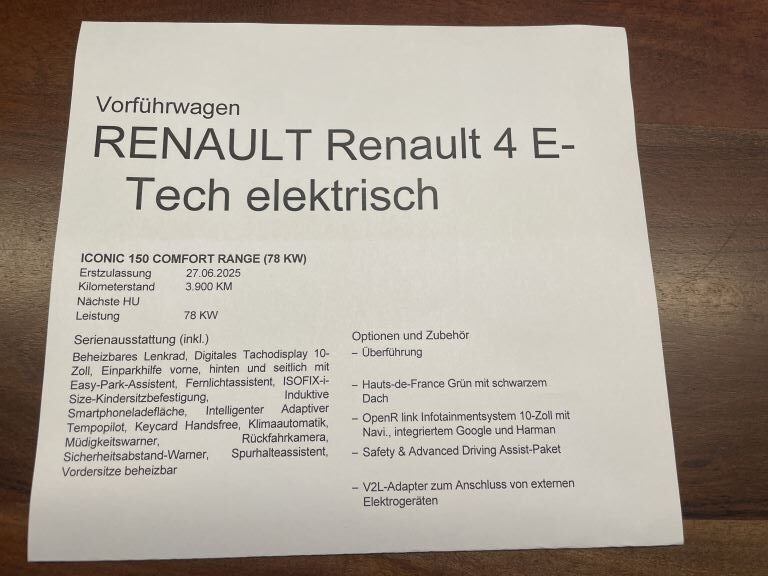 Vorführwagen
RENAULT Renault 4 E-
Tech elektrisch
ICONIC 150 COMFORT RANGE (78 KW)
Erstzulassung 27.06.2025
Kilometerstand 3.900 KM
Nächste HU
Leistung 78 KW
Serienausstattung (inkl.)
Beheizbares Lenkrad, Digitales Tachodisplay 10-
Zoll, Einparkhilfe vorne, hinten und seitlich mit
Easy-Park-Assistent, Fernlichtassistent, ISOFIX-i-
Size-Kindersitzbefestigung, Induktive
Smartphoneladefläche, Intelligenter Adaptiver
Tempopilot, Keycard Handsfree, Klimaautomatik,
Müdigkeitswarner, Rückfahrkamera,
Sicherheitsabstand-Warner, Spurhalteassistent,
Vordersitze beheizbar
Optionen und Zubehör
– Überführung
– Hauts-de-France Grün mit schwarzem
Dach
– OpenR link Infotainmentsystem 10-Zoll mit
Navi., integriertem Google und Harman
– Safety & Advanced Driving Assist-Paket
– V2L-Adapter zum Anschluss von externen
Elektrogeräten